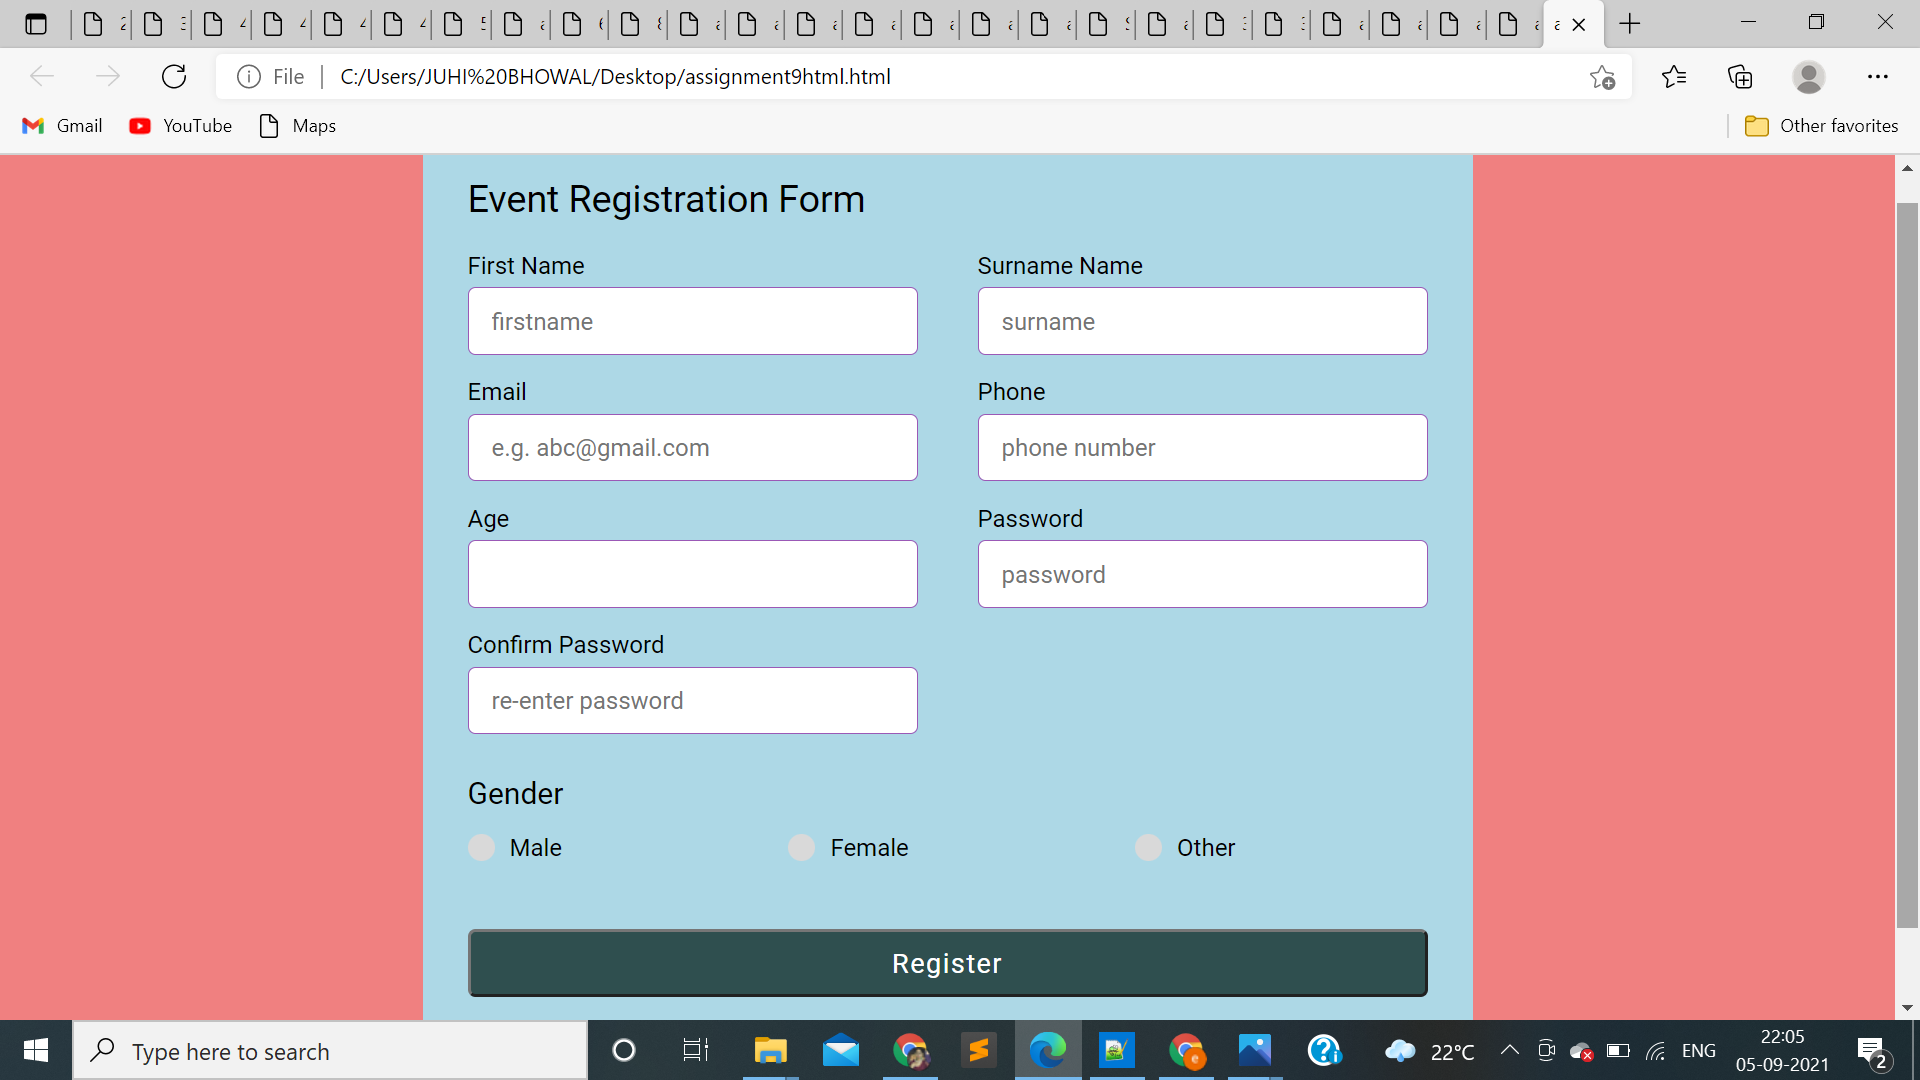 File
C:/Users/JUHI%20BHOWAL/Desktop/assignment9html.html
Gmail
YouTube
Maps
Other favorites
Event Registration Form
First Name
Surname Name
firstname
surname
Email
Phone
e.g. abc@gmail.com
phone number
Age
Password
password
Confirm Password
re-enter password
Gender
Male
Female
Other
Register
Type here to search
22°C
ENG
22:05
05-09-2021
2